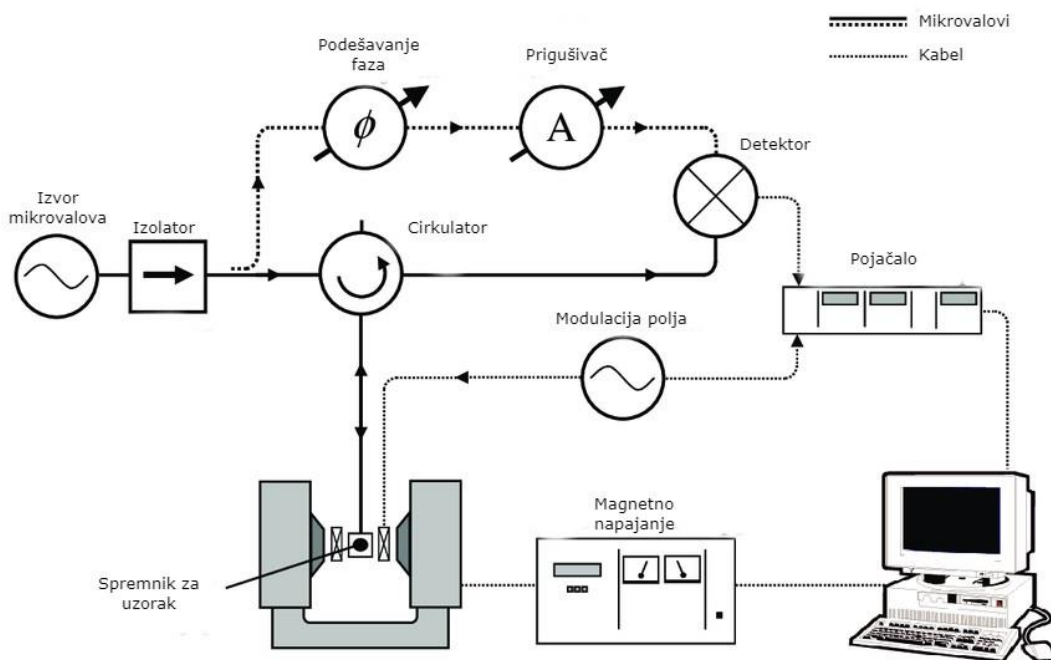 Mikrovalovi
Kabel
Podešavanje
faza
Prigušivač
ϕ
A
Detektor
Izvor
mikrovalova
Izolator
Cirkulator
Pojačalo
Modulacija polja
Magnetno
napajanje
Spremnik za
uzorak